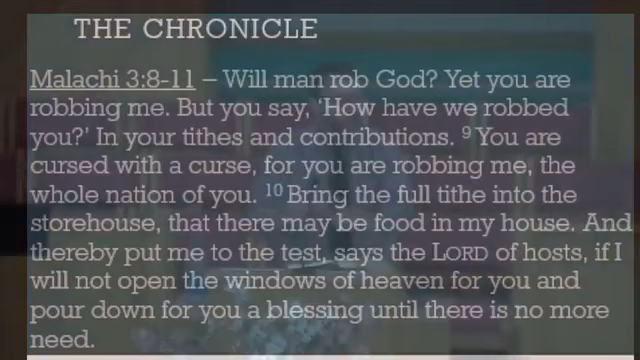 THE CHRONICLE
Malachi 3:8-11 – Will man rob God? Yet you are
robbing me. But you say, ‘How have we robbed
you?’ In your tithes and contributions. ⁹ You are
cursed with a curse, for you are robbing me, the
whole nation of you. ¹⁰ Bring the full tithe into the
storehouse, that there may be food in my house. And
thereby put me to the test, says the LORD of hosts, if I
will not open the windows of heaven for you and
pour down for you a blessing until there is no more
need.